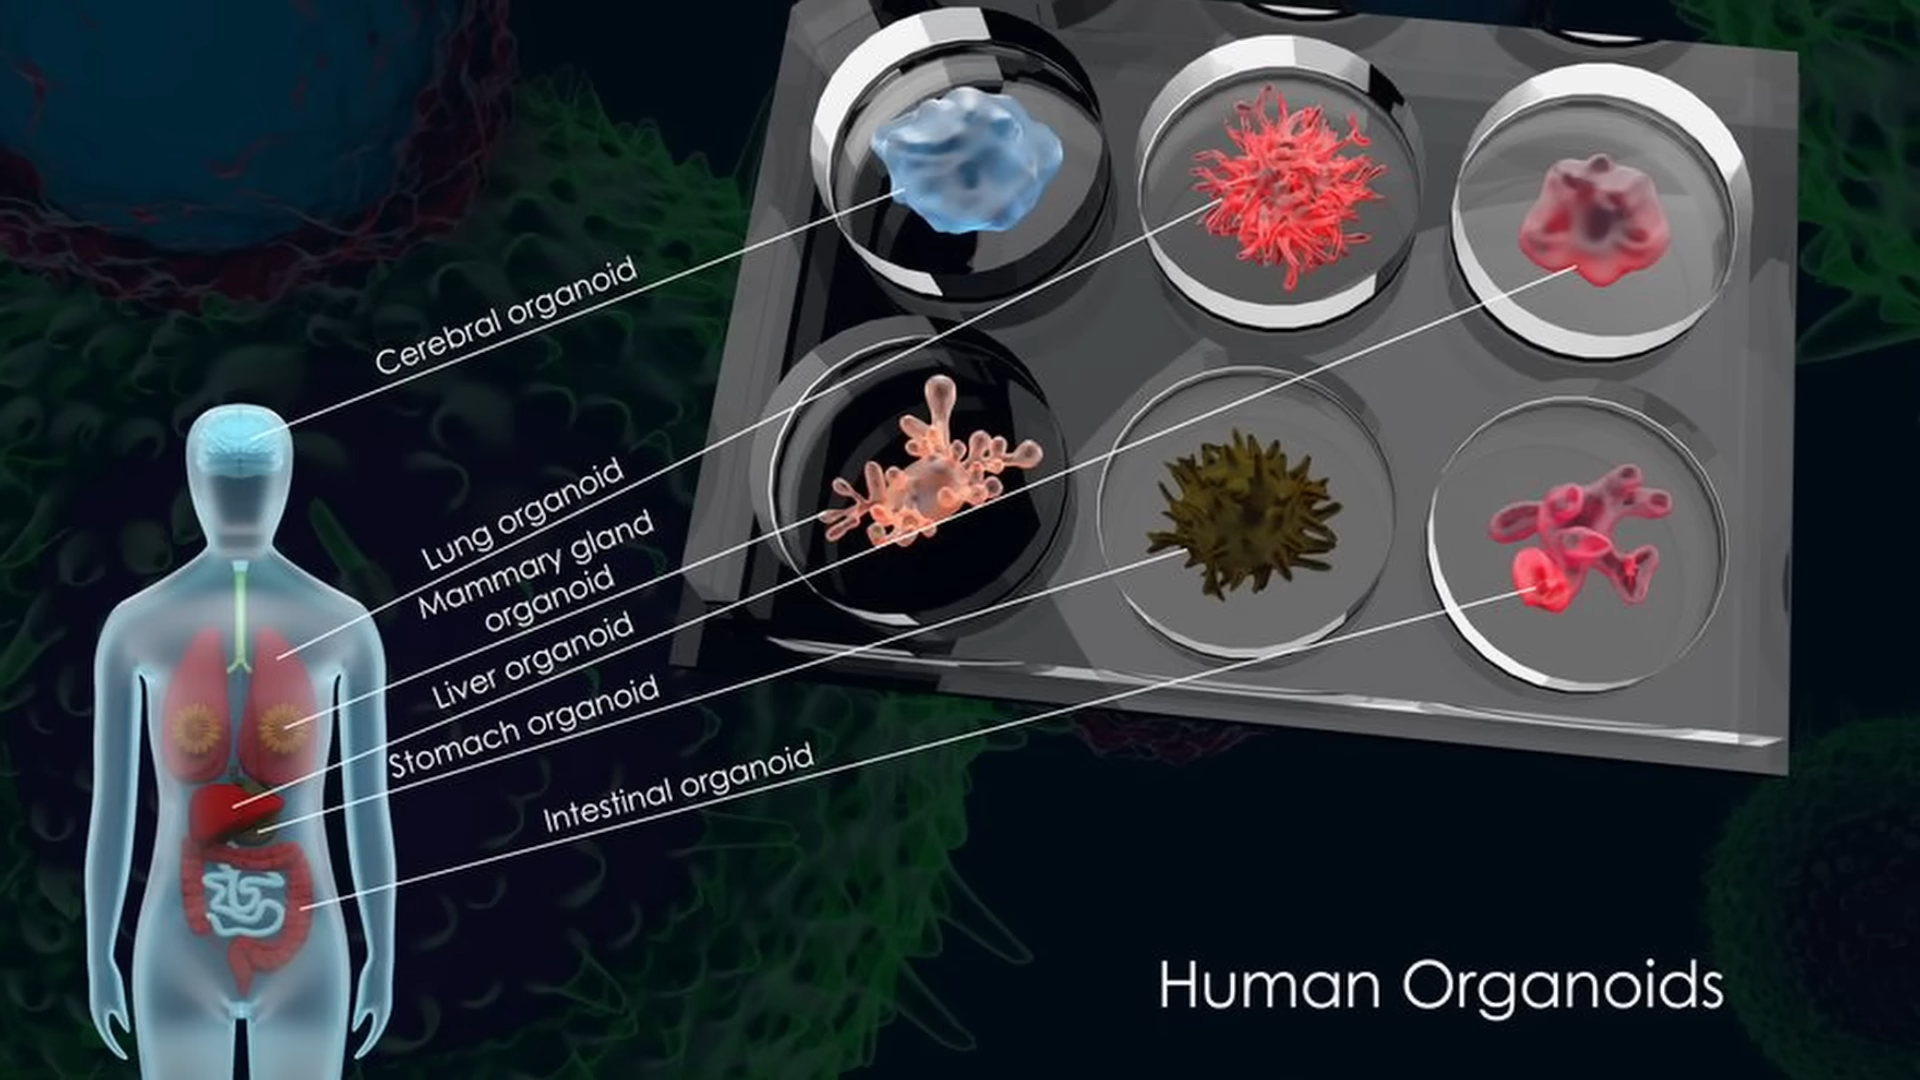 Cerebral organoid
Lung organoid
Mammary gland
organoid
Liver organoid
Stomach organoid
Intestinal organoid
Human Organoids